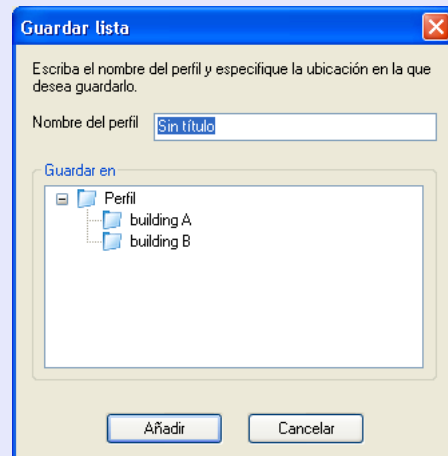 Guardar lista
Escriba el nombre del perfil y especifique la ubicación en la que
desea guardarlo.
Nombre del perfil Sin título
Guardar en
Perfil
building A
building B
Añadir Cancelar